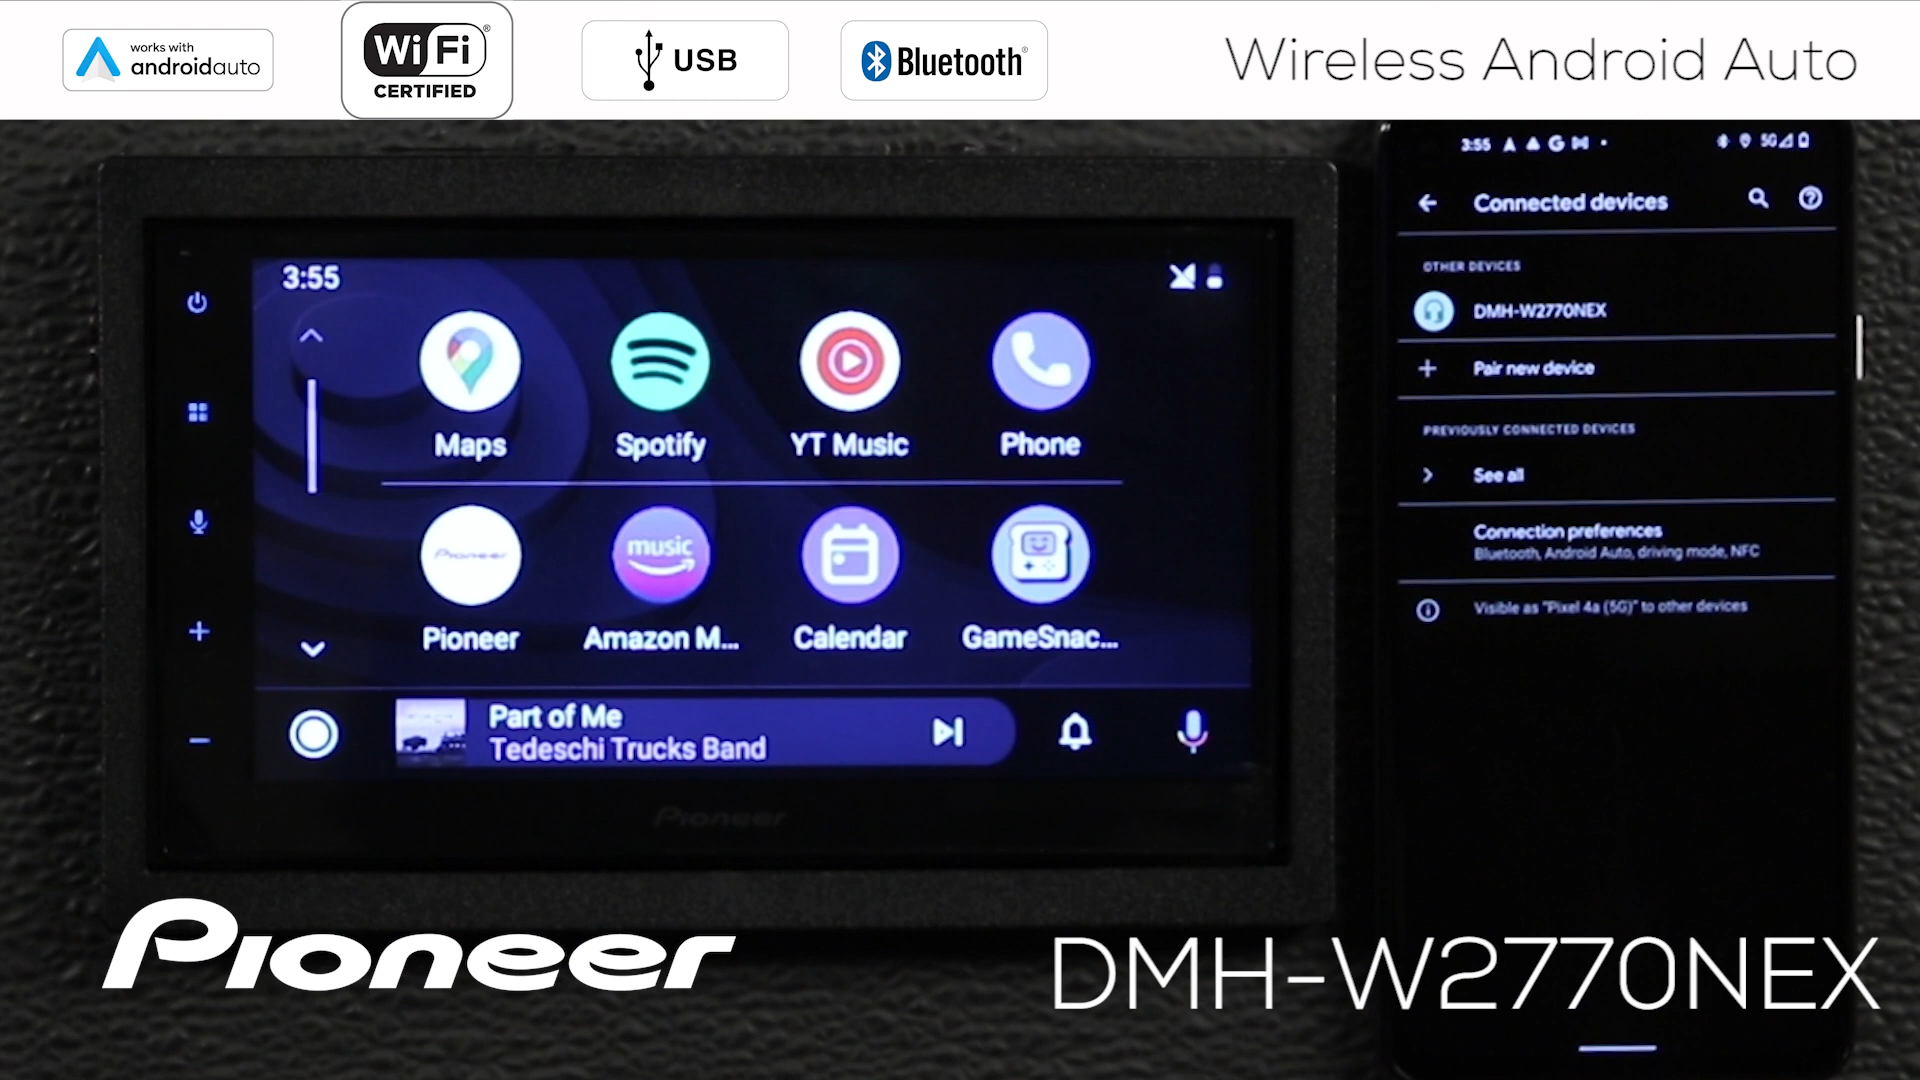 works with
androidauto
WiFi®
CERTIFIED
USB
Bluetooth®
Wireless Android Auto
3:55
Maps
Spotify
YT Music
Phone
Pioneer
music
Pioneer
Amazon M...
Calendar
GameSnac...
Part of Me
Tedeschi Trucks Band
Pioneer
3:55
G
5G
Connected devices
OTHER DEVICES
DMH-W2770NEX
Pair new device
PREVIOUSLY CONNECTED DEVICES
See all
Connection preferences
Bluetooth, Android Auto, driving mode, NFC
Visible as "Pixel 4a (5G)" to other devices
Pioneer
DMH-W2770NEX